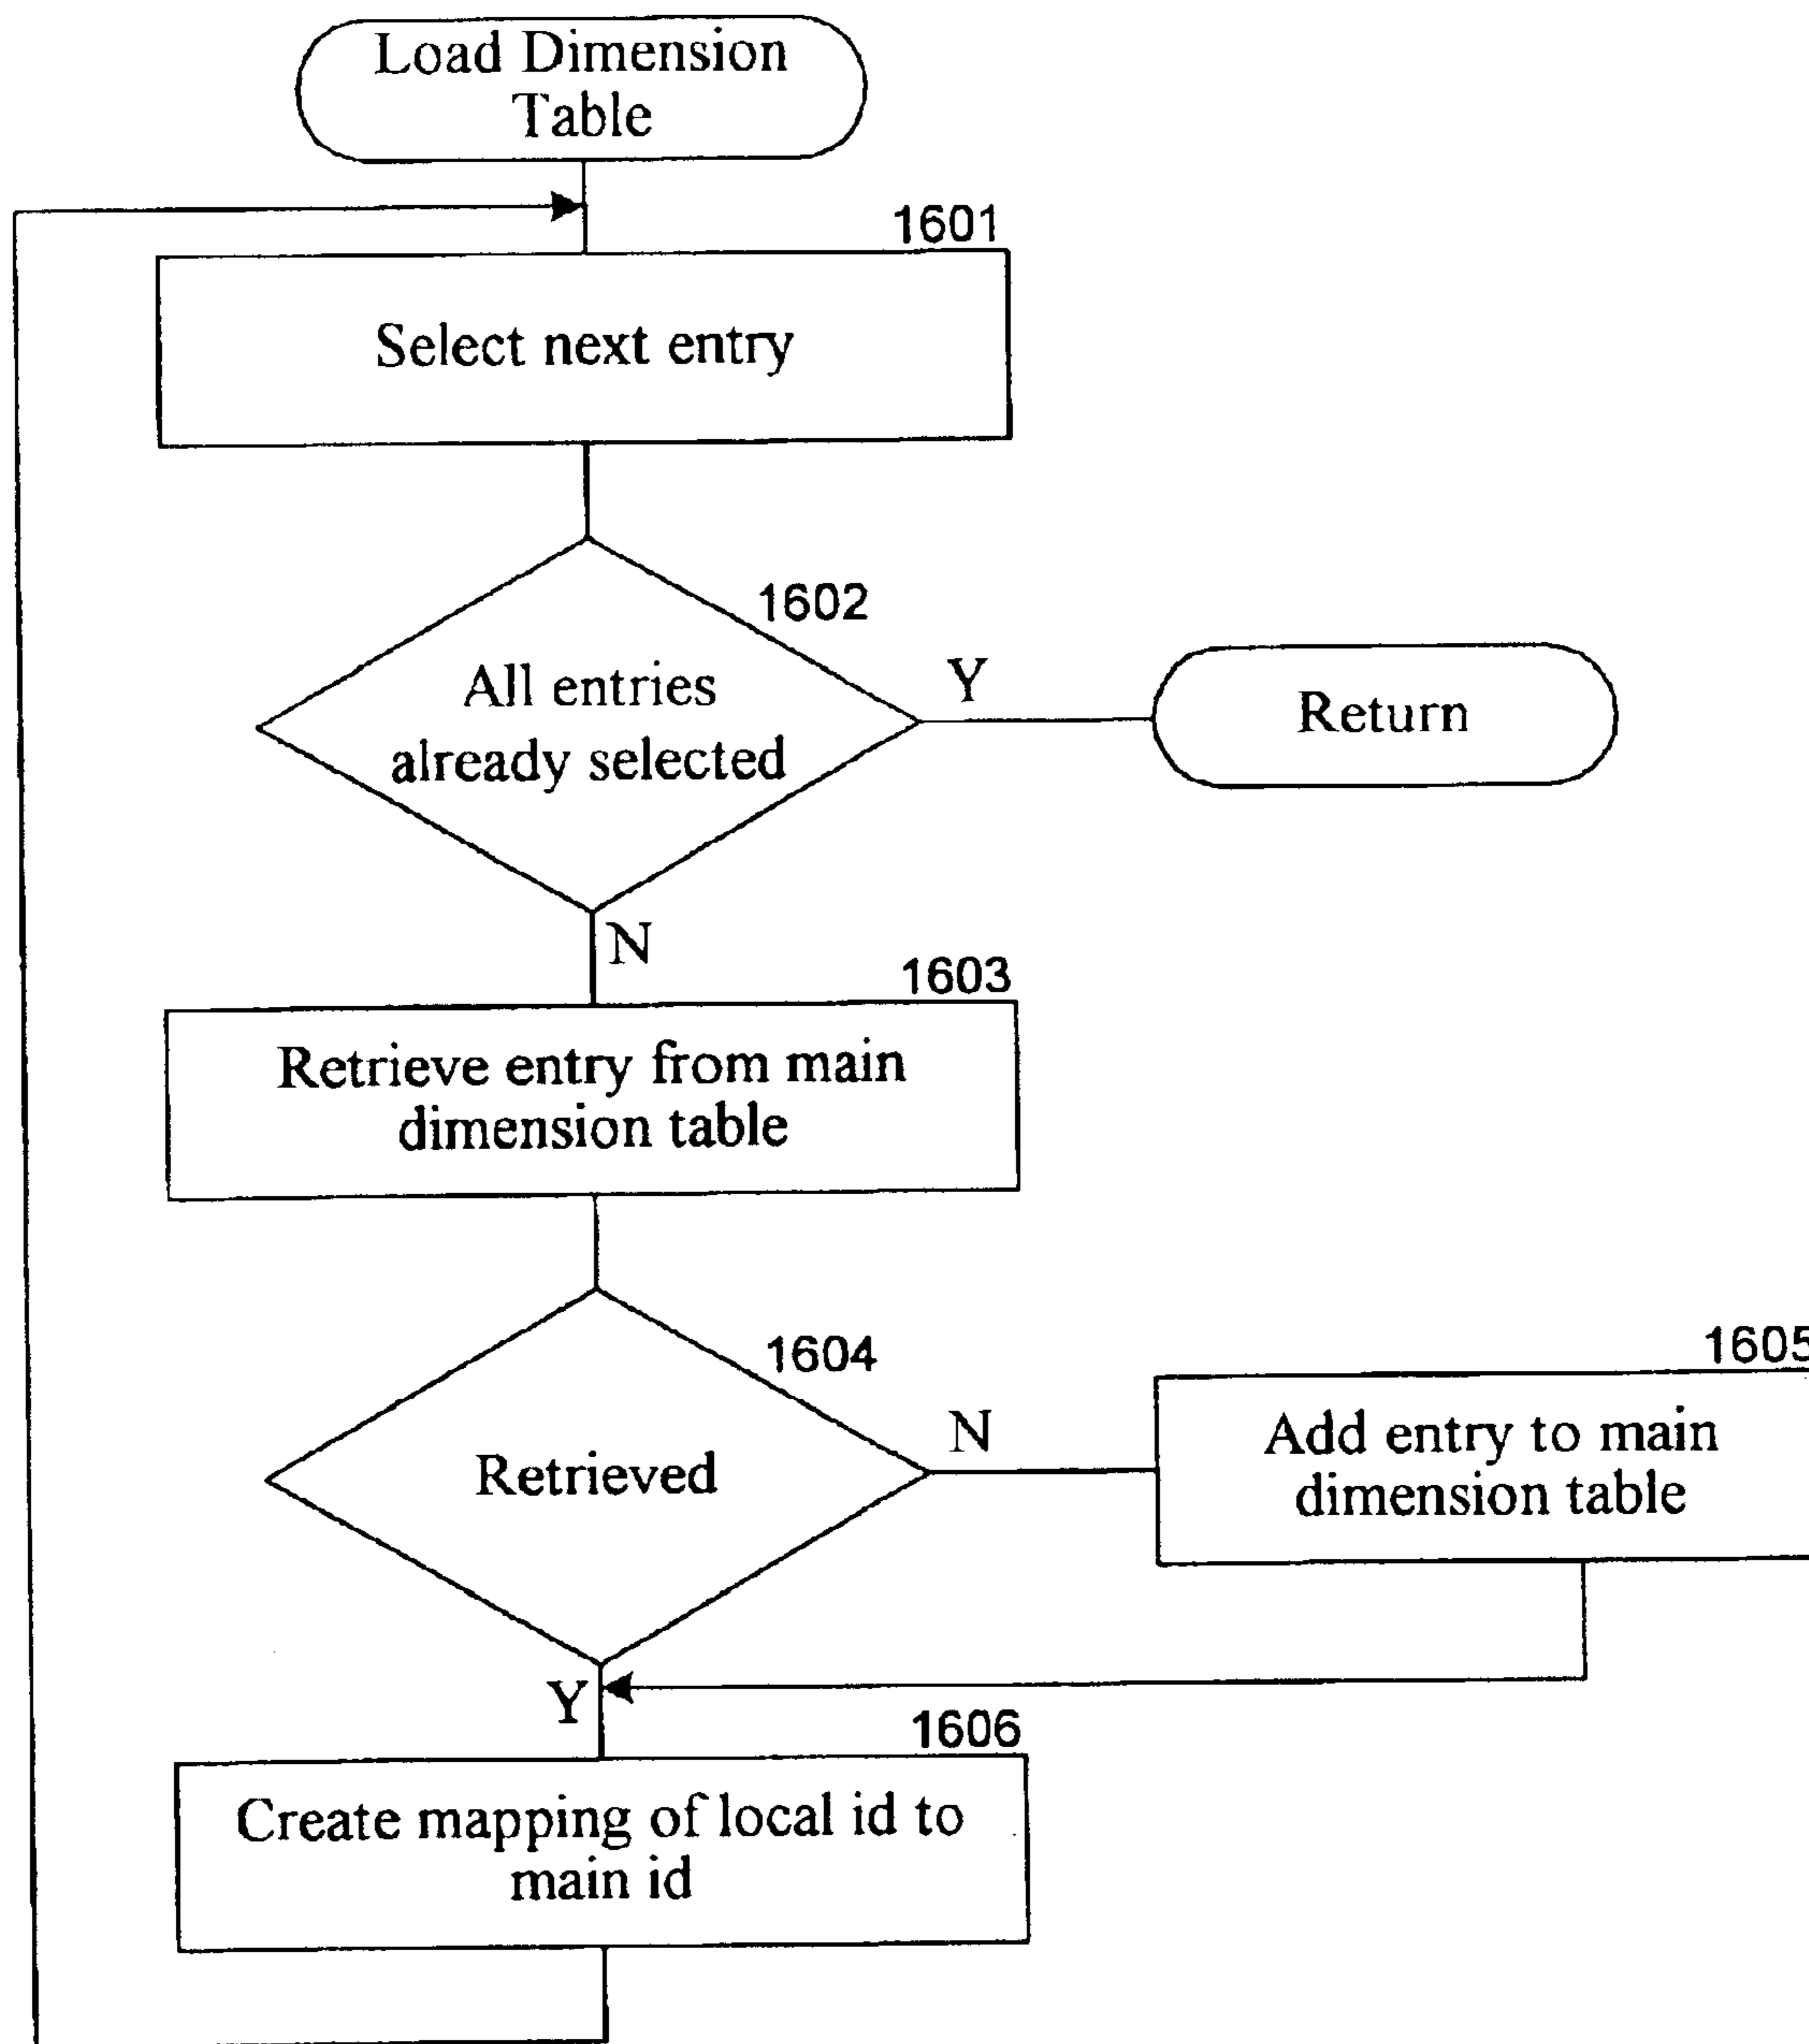 Load Dimension
Table
1601
Select next entry
1602
All entries
already selected
Y
Return
N
1603
Retrieve entry from main
dimension table
1604
Retrieved
N
1605
Add entry to main
dimension table
Y
1606
Create mapping of local id to
main id